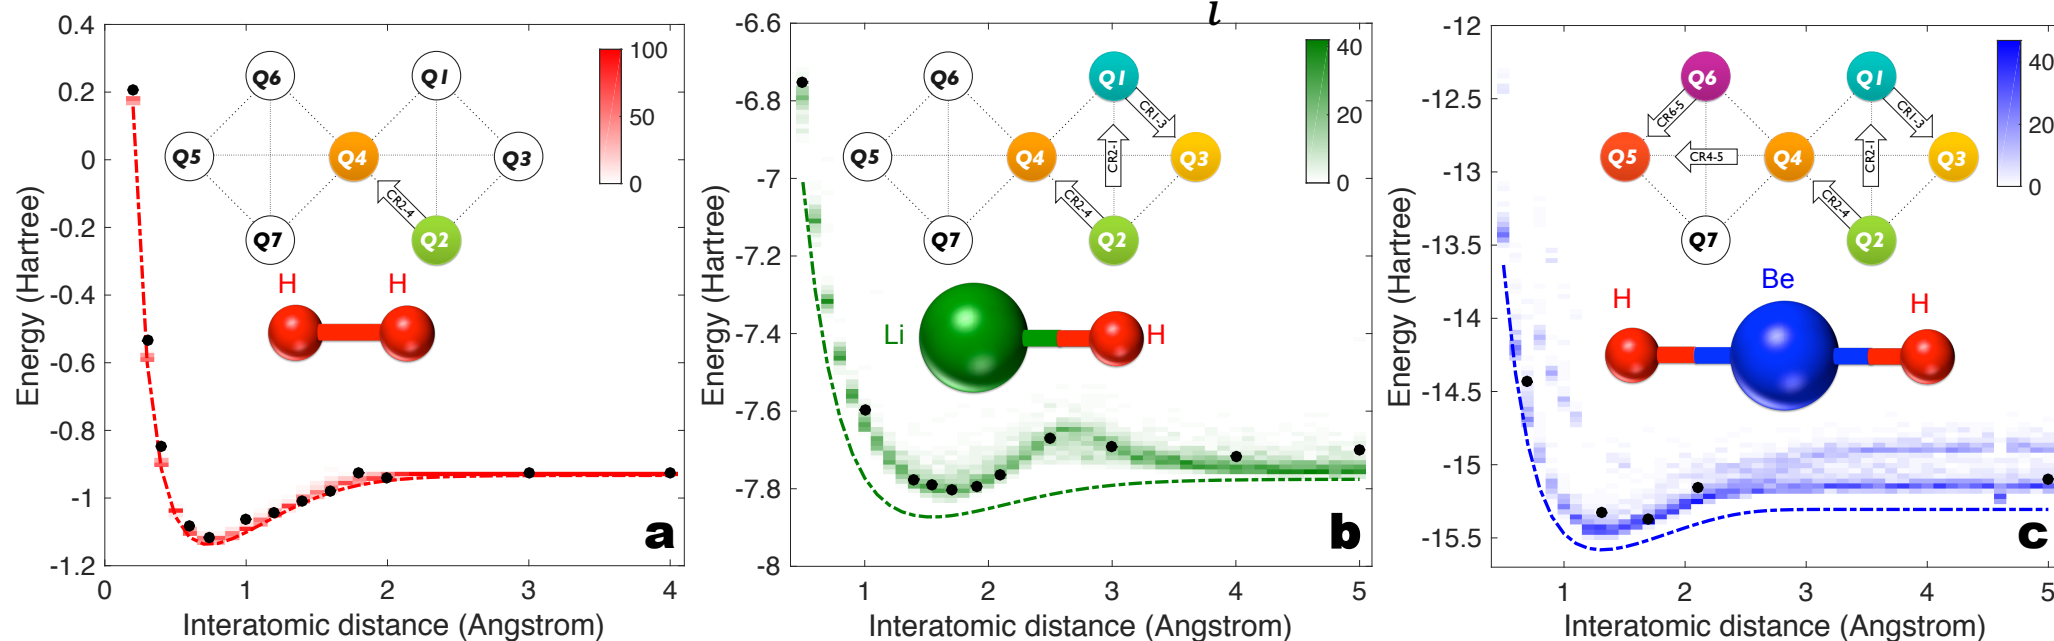 0.4
0.2
0
-0.2
-0.4
-0.6
-0.8
-1
-1.2
Energy (Hartree)
0
1
2
3
4
Interatomic distance (Angstrom)
Q6
Q1
Q5
Q4
Q3
CR2-4
Q7
Q2
100
50
0
H
H
a
-6.6
-6.8
-7
-7.2
-7.4
-7.6
-7.8
-8
Energy (Hartree)
1
2
3
4
5
Interatomic distance (Angstrom)
l
Q6
Q1
CR1-3
Q5
Q4
CR2-1
Q3
CR2-4
Q7
Q2
40
20
0
Li
H
b
-12
-12.5
-13
-13.5
-14
-14.5
-15
-15.5
Energy (Hartree)
1
2
3
4
5
Interatomic distance (Angstrom)
Q6
Q1
CR6-5
CR1-3
Q5
CR4-5
Q4
CR2-1
Q3
CR2-4
Q7
Q2
40
20
0
H
Be
H
c